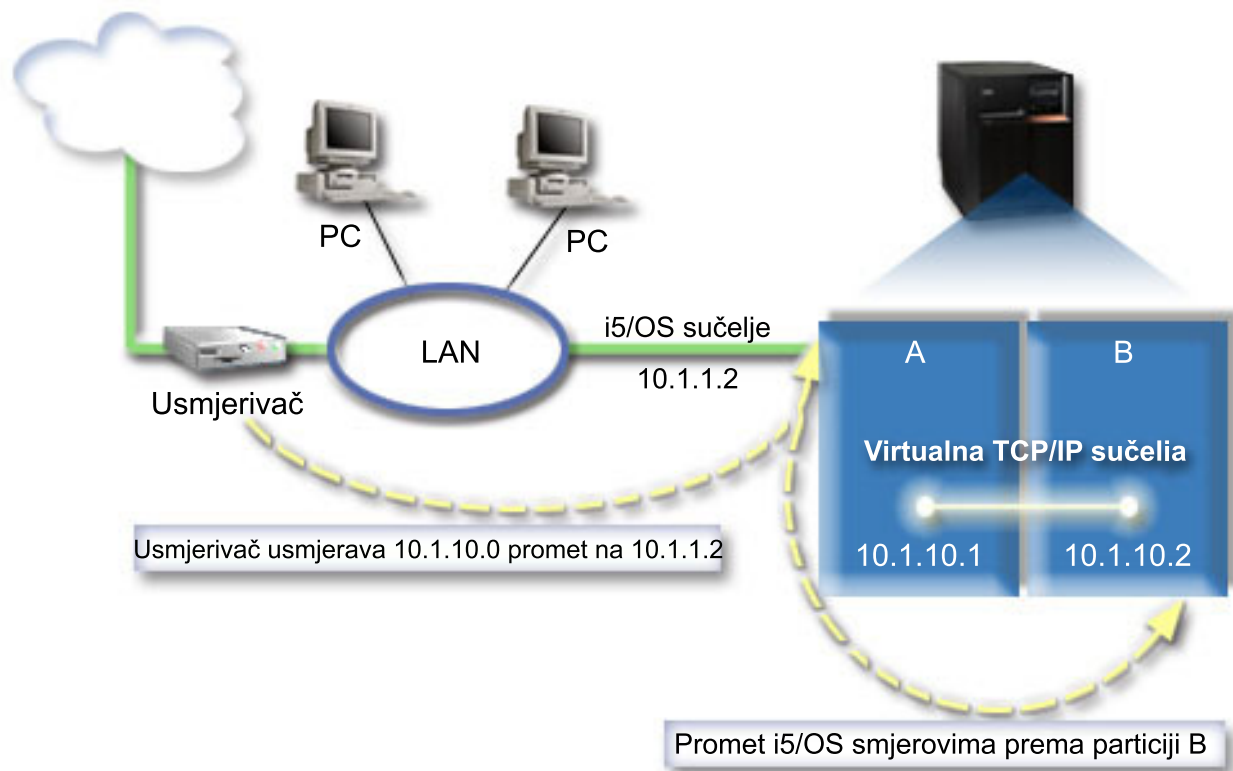 PC
PC
i5/OS sučelje
LAN
10.1.1.2
Usmjerivač
A
B
Virtualna TCP/IP sučelia
10.1.10.1
10.1.10.2
Usmjerivač usmjerava 10.1.10.0 promet na 10.1.1.2
Promet i5/OS smjerovima prema particiji B